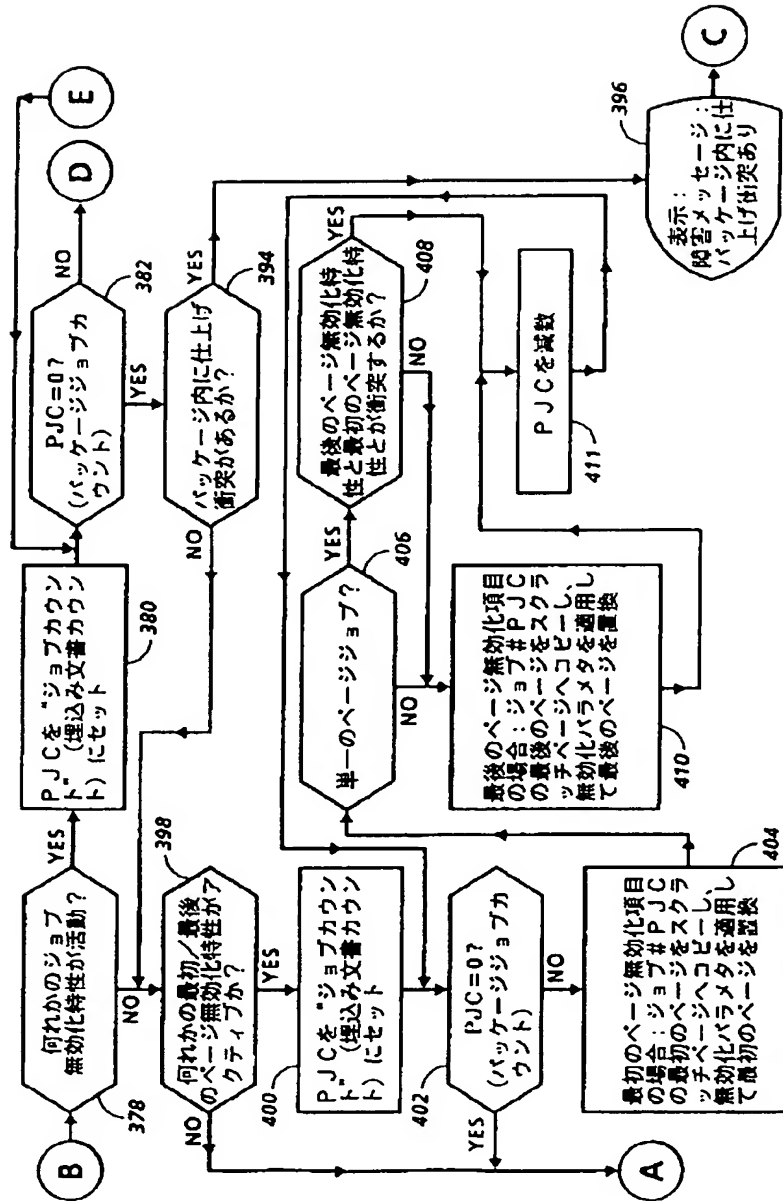 B
何れかのジョブ
無効化特性が活動?
378
YES
NO
PJCを“ジョブカウン
ト”(埋込み文書カウン
ト)にセット
380
E
PJC=0?
(パッケージジョブカ
ウント)
382
NO
D
YES
パッケージ内に仕上げ
衝突があるか?
394
YES
NO
何れかの最初/最後
のページ無効化特性がア
クティブか?
398
NO
YES
PJCを“ジョブカウン
ト”(埋込み文書カウン
ト)にセット
400
PJC=0?
(パッケージジョブカ
ウント)
402
YES
NO
A
最初のページ無効化項目
の場合:ジョブ#PJC
の最初のページをスクラ
ッチページへコピーし、
無効化パラメタを適用し
て最初のページを置換
404
単一のページジョブ?
406
YES
NO
最後のページ無効化特
性と最初のページ無効化特
性とが衝突するか?
408
YES
NO
最後のページ無効化項目
の場合:ジョブ#PJC
の最後のページをスクラ
ッチページへコピーし、
無効化パラメタを適用し
て最後のページを置換
410
PJCを減数
411
表示:
障害メッセージ:
パッケージ内に仕
上げ衝突あり
396
C